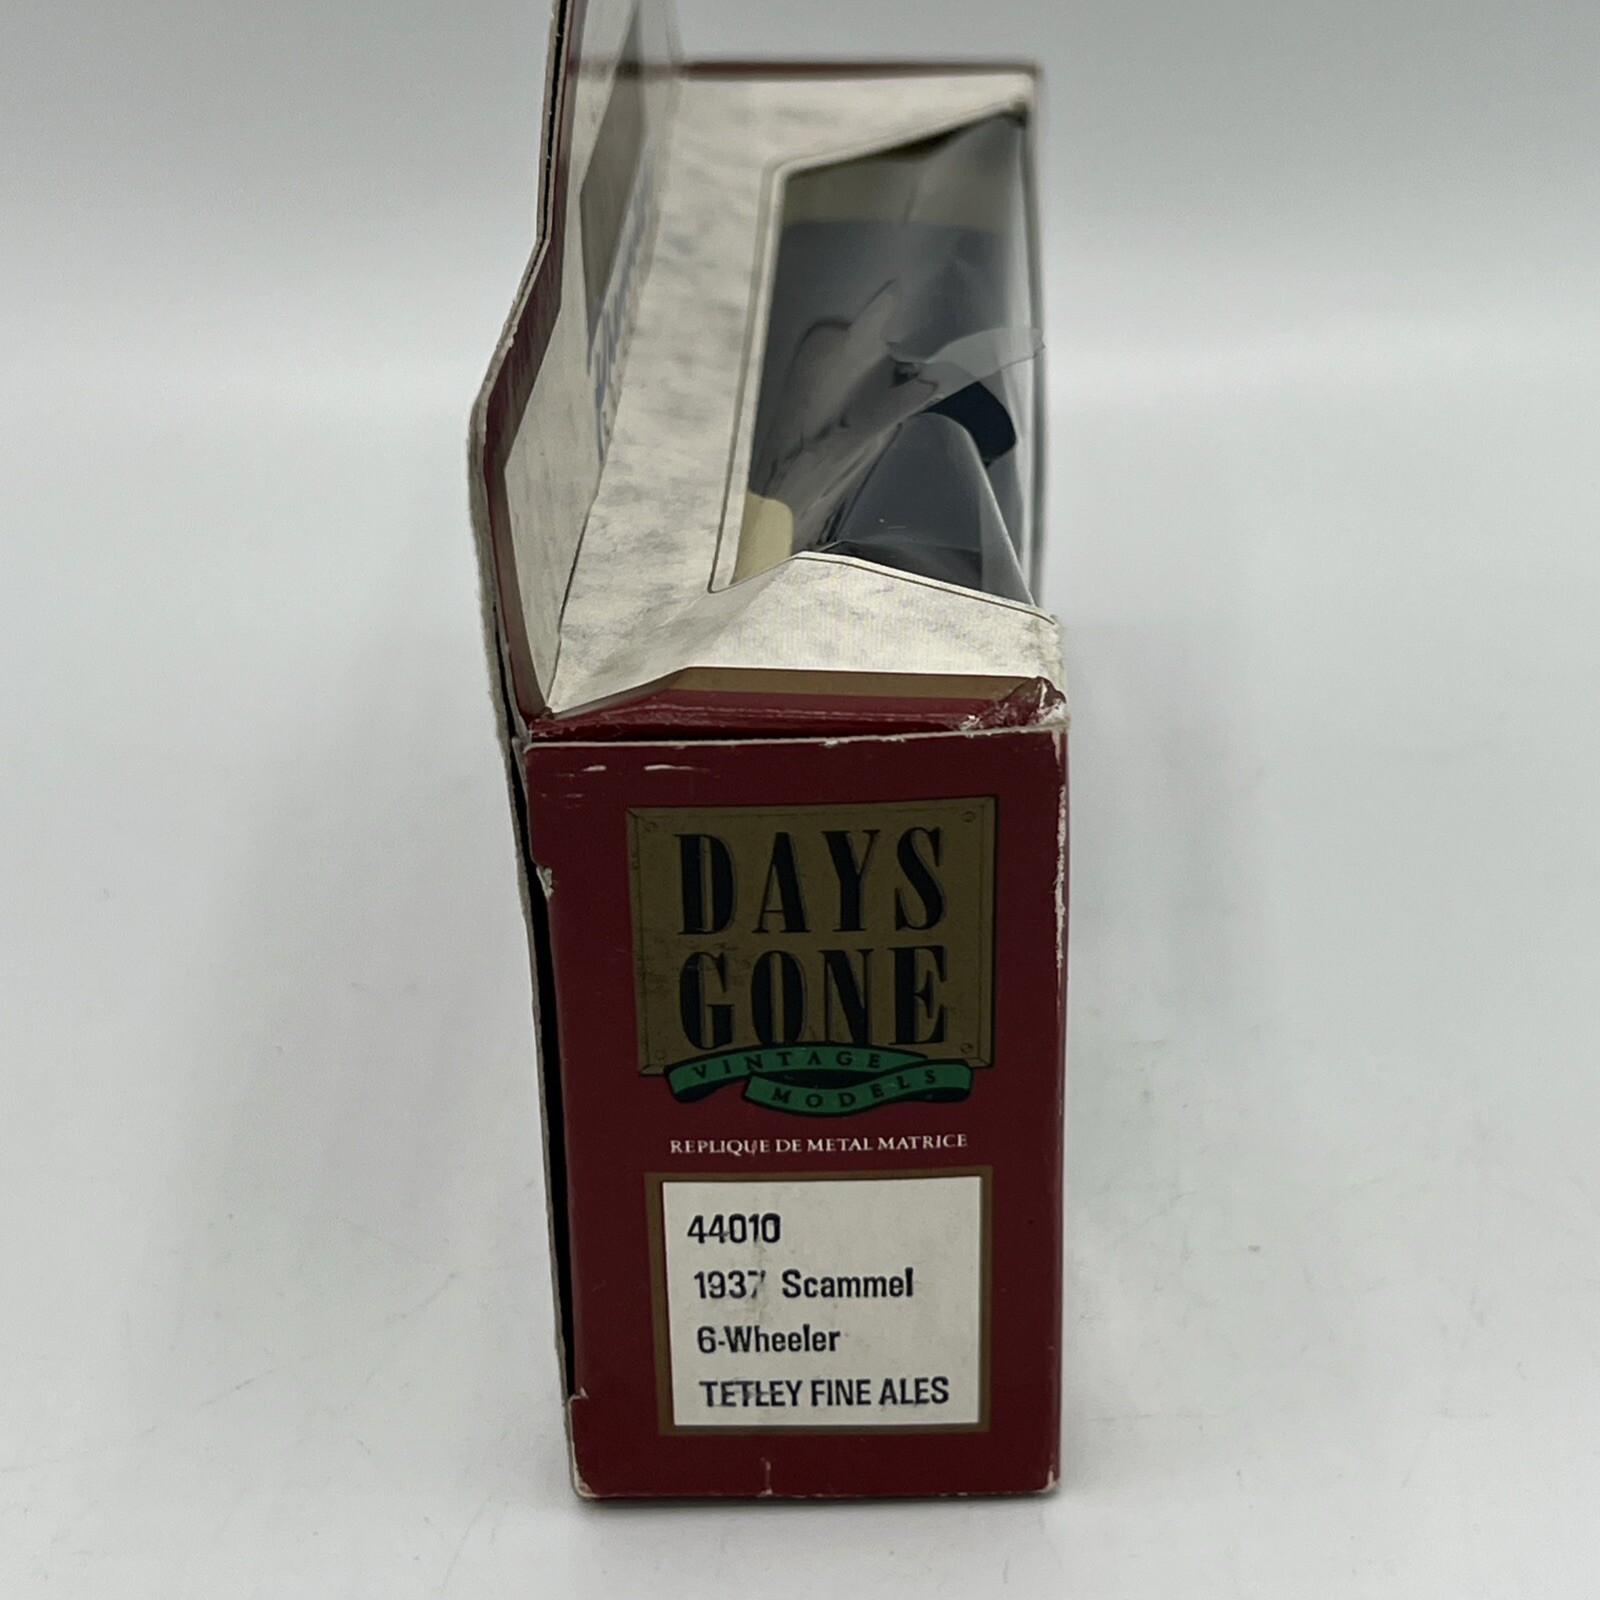 DAYS
GONE
VINTAGE
MODELS
REPLIQUE DE METAL MATRICE
44010
1937 Scammel
6-Wheeler
TETLEY FINE ALES